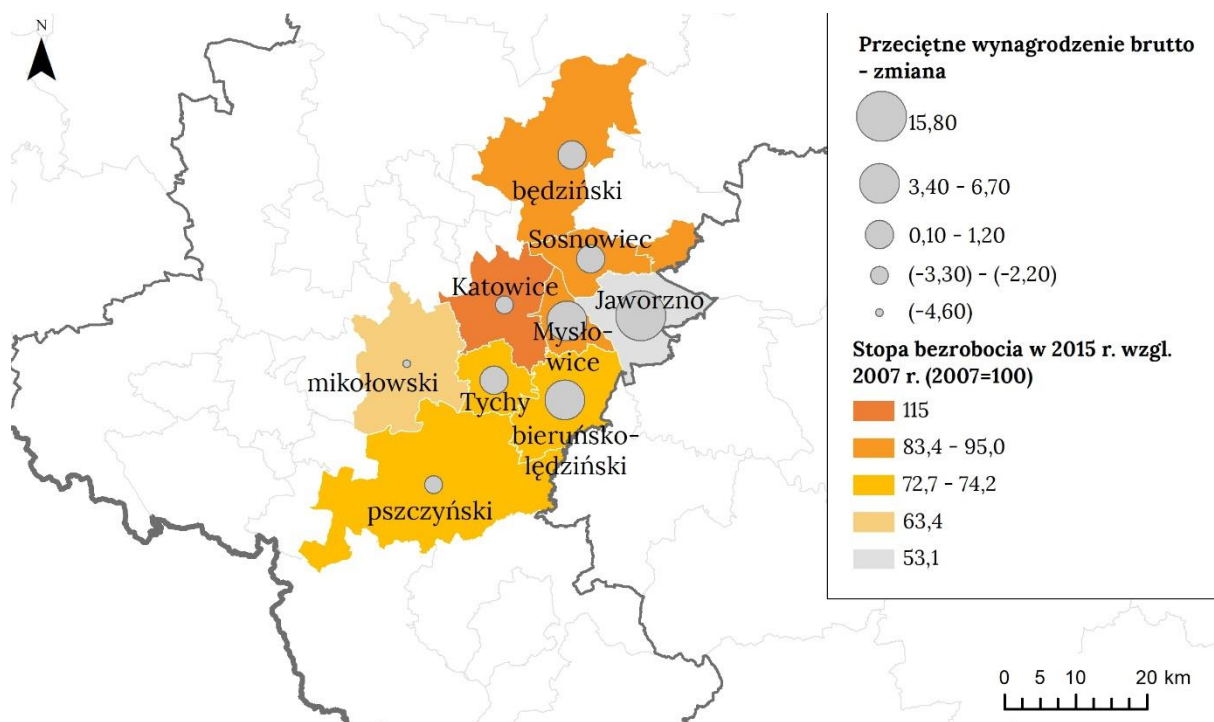 N
będziński
Sosnowiec
Katowice
Jaworzno
Mysło-
wice
mikołowski
Tychy
bieruńsko-
lędziński
pszczyński
Przeciętne wynagrodzenie brutto
- zmiana
15,80
3,40 - 6,70
0,10 - 1,20
(-3,30) - (-2,20)
(-4,60)
Stopa bezrobocia w 2015 r. wzgl.
2007 r. (2007=100)
115
83,4 - 95,0
72,7 - 74,2
63,4
53,1
0 5 10 20 km